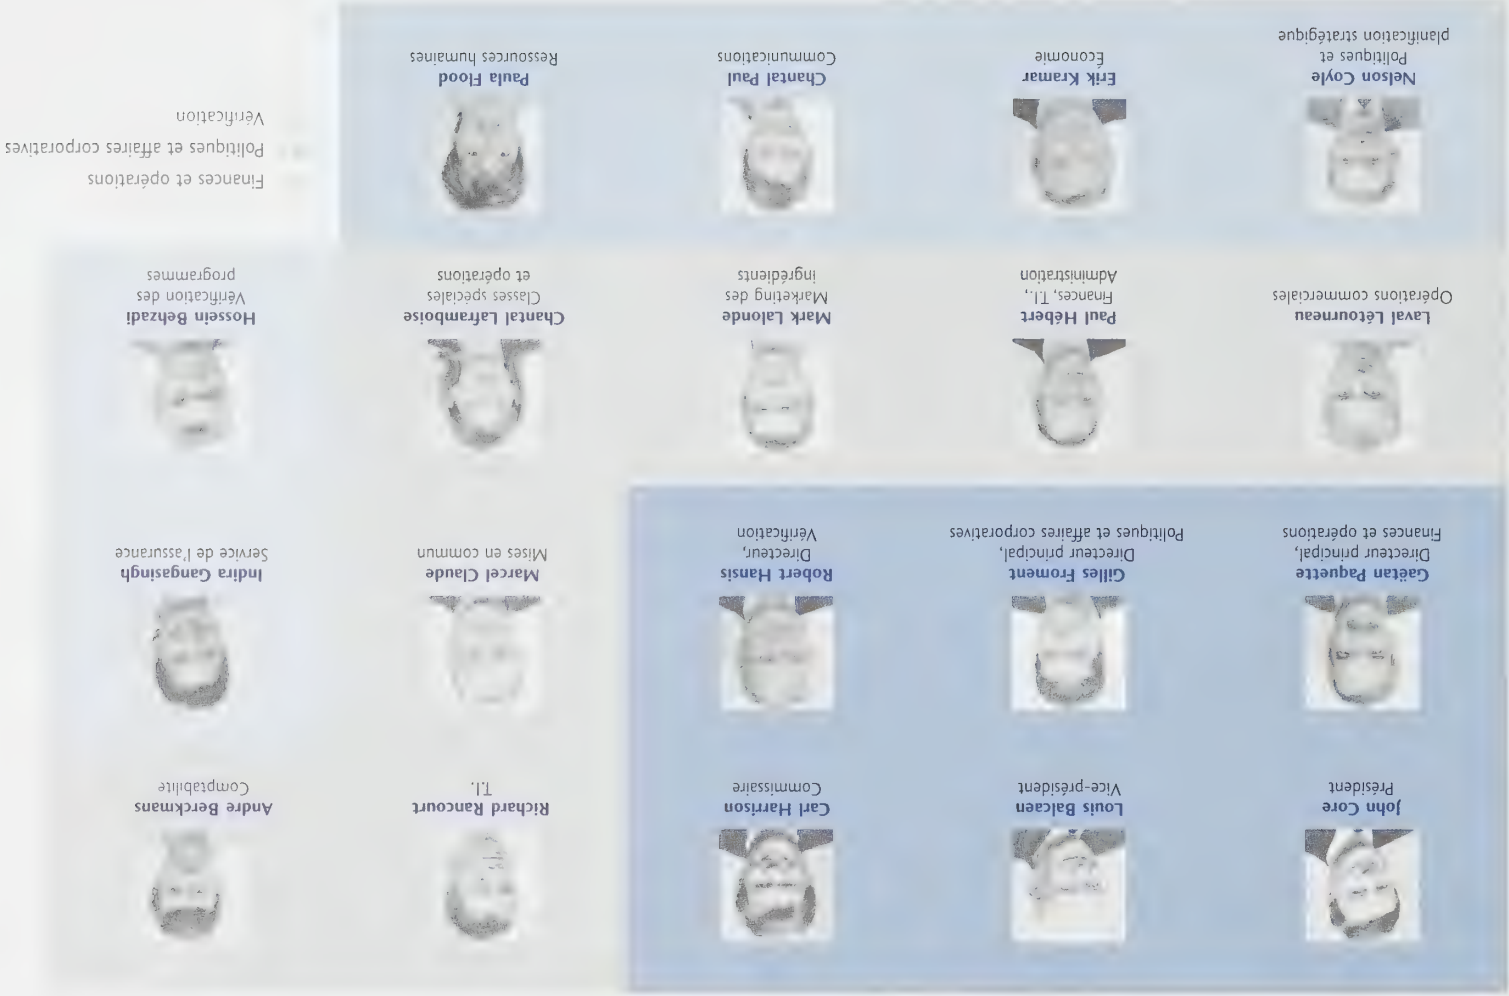 John Core
Président
Louis Balcaen
Vice-président
Carl Harrison
Commissaire
Richard Rancourt
T.I.
Andre Berckmans
Comptabilite
Gaëtan Paquette
Directeur principal,
Finances et opérations
Gilles Froment
Directeur principal,
Politiques et affaires corporatives
Robert Hansis
Directeur,
Vérification
Marcel Claude
Mises en commun
Indira Gangasingh
Service de l'assurance
Laval Létourneau
Opérations commerciales
Paul Hébert
Finances, T.I.,
Administration
Mark Lalonde
Marketing des
ingrédients
Chantal Laframboise
Classes spéciales
et opérations
Hossein Behzadi
Vérification des
programmes
Nelson Coyle
Politiques et
planification stratégique
Érik Kramar
Économie
Chantal Paul
Communications
Paula Flood
Ressources humaines
Finances et opérations
Politiques et affaires corporatives
Vérification